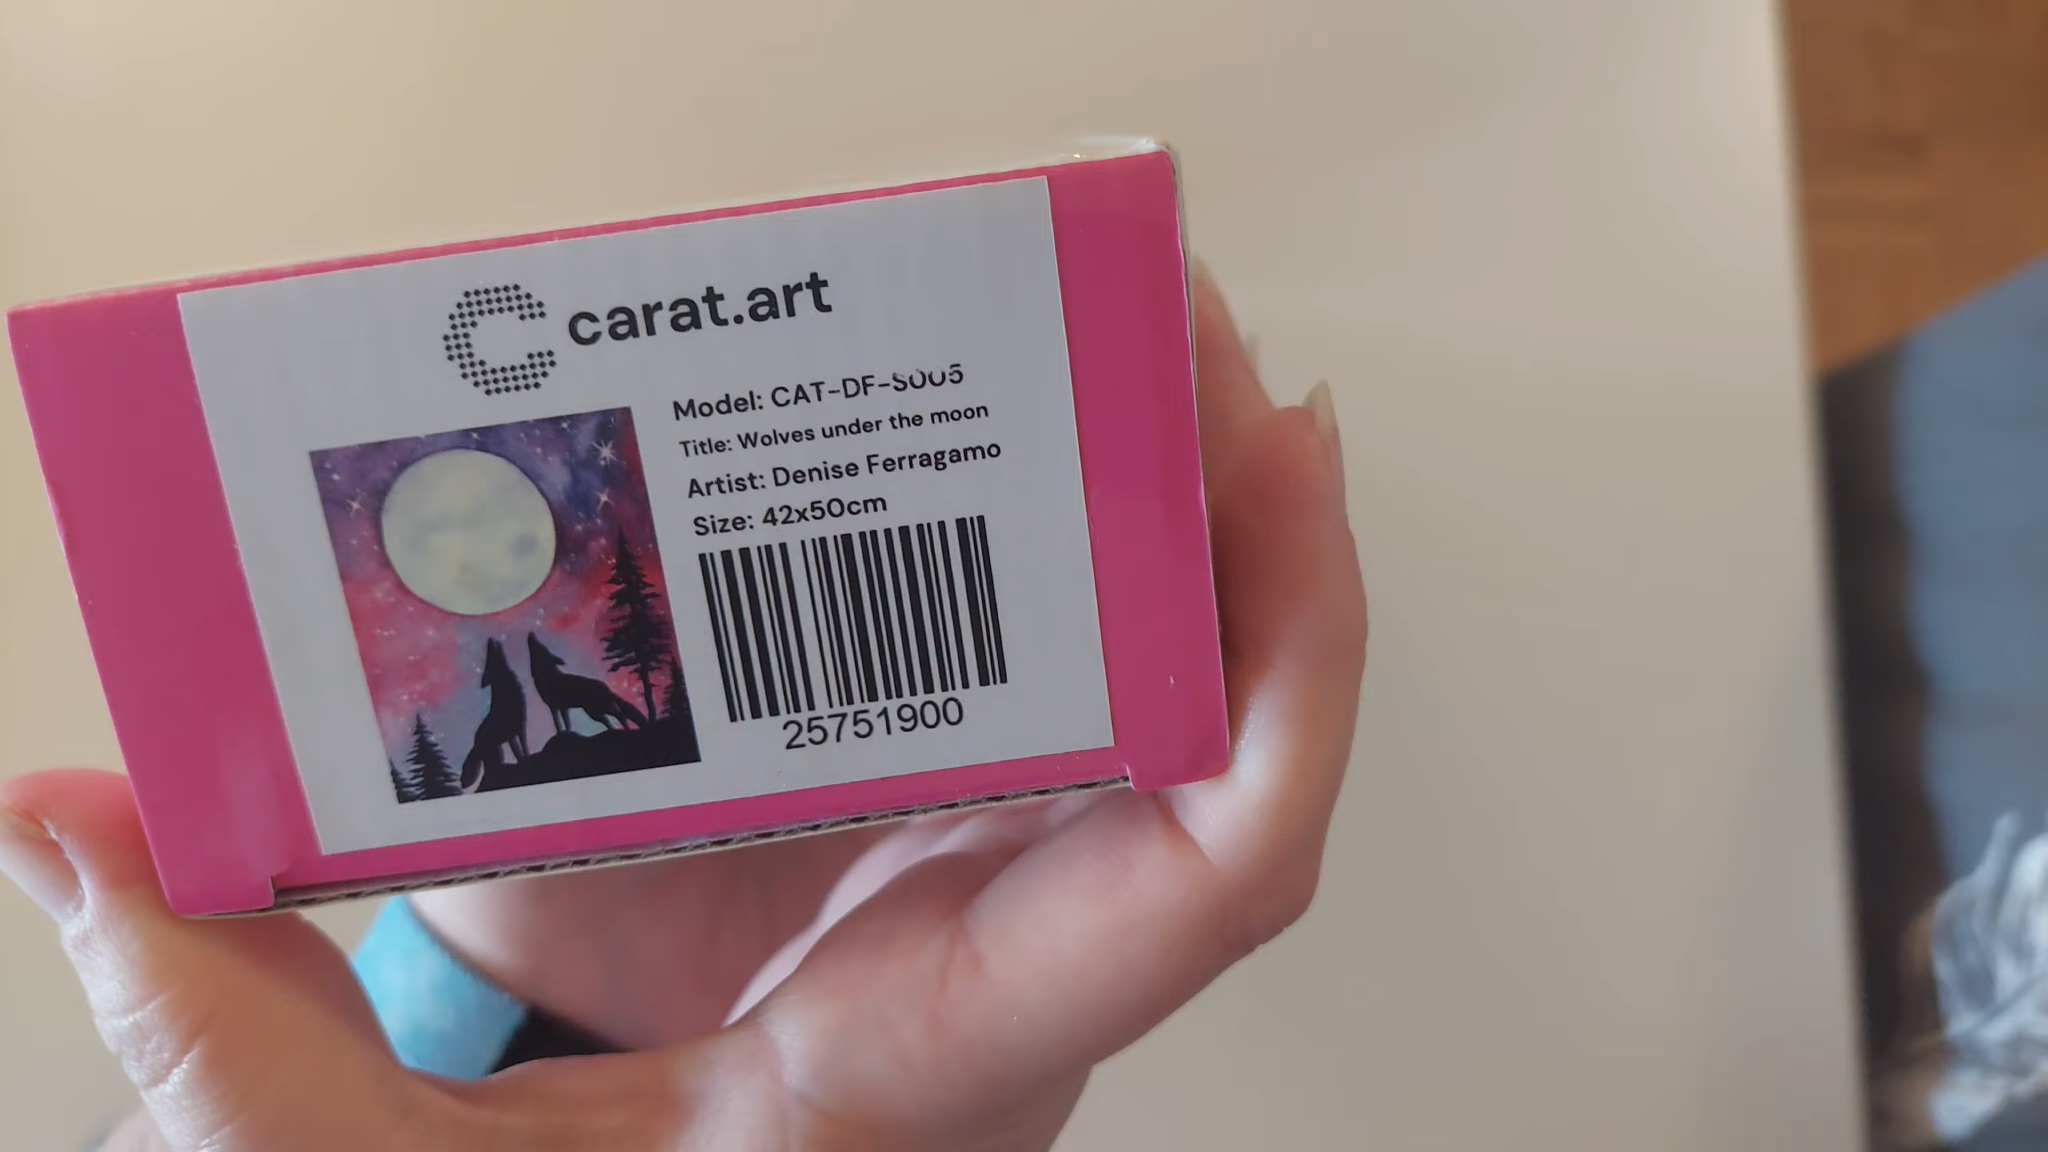 carat.art
Model: CAT-DF-S005
Title: Wolves under the moon
Artist: Denise Ferragamo
Size: 42x50cm
25751900